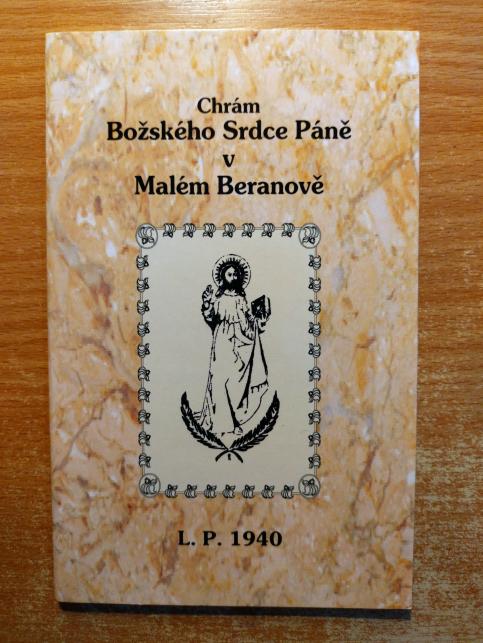 Chrám
Božského Srdce Páně
v
Malém Beranově
L. P. 1940